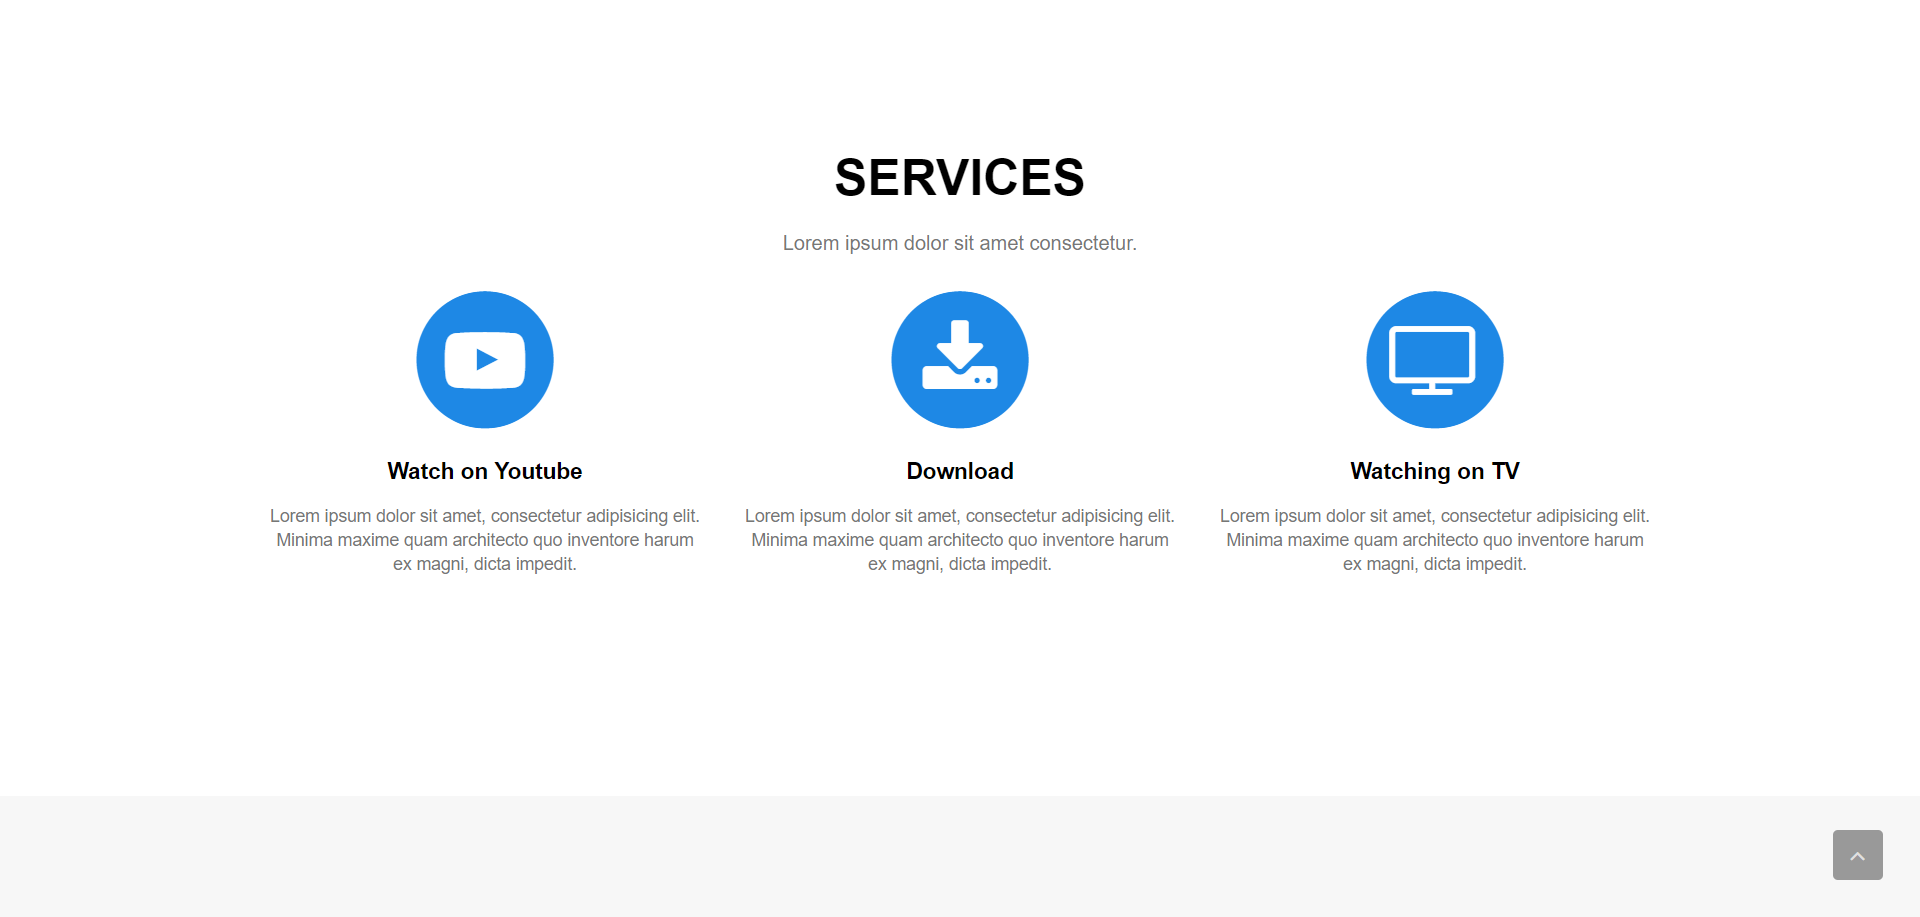 SERVICES
Lorem ipsum dolor sit amet consectetur.
Watch on Youtube
Lorem ipsum dolor sit amet, consectetur adipisicing elit.
Minima maxime quam architecto quo inventore harum
ex magni, dicta impedit.
Download
Lorem ipsum dolor sit amet, consectetur adipisicing elit.
Minima maxime quam architecto quo inventore harum
ex magni, dicta impedit.
Watching on TV
Lorem ipsum dolor sit amet, consectetur adipisicing elit.
Minima maxime quam architecto quo inventore harum
ex magni, dicta impedit.